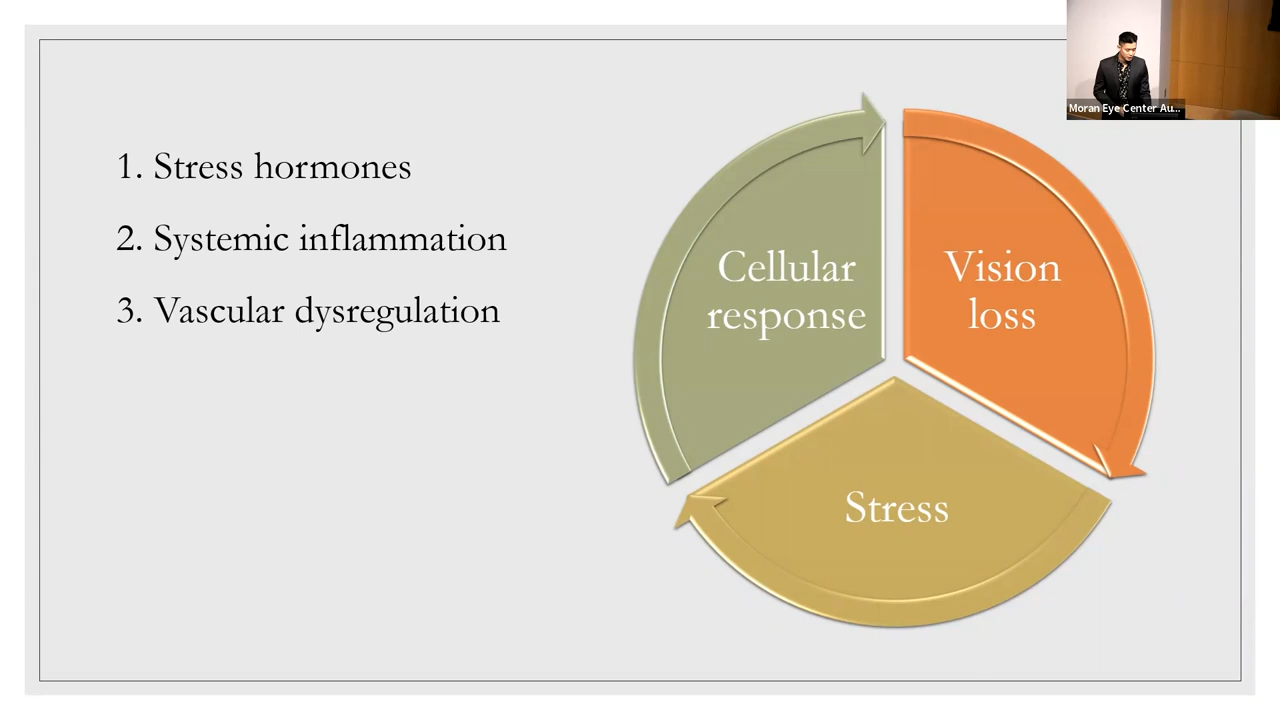 Moran Eye Center Au...
1. Stress hormones
2. Systemic inflammation
3. Vascular dysregulation
Cellular
response
Vision
loss
Stress